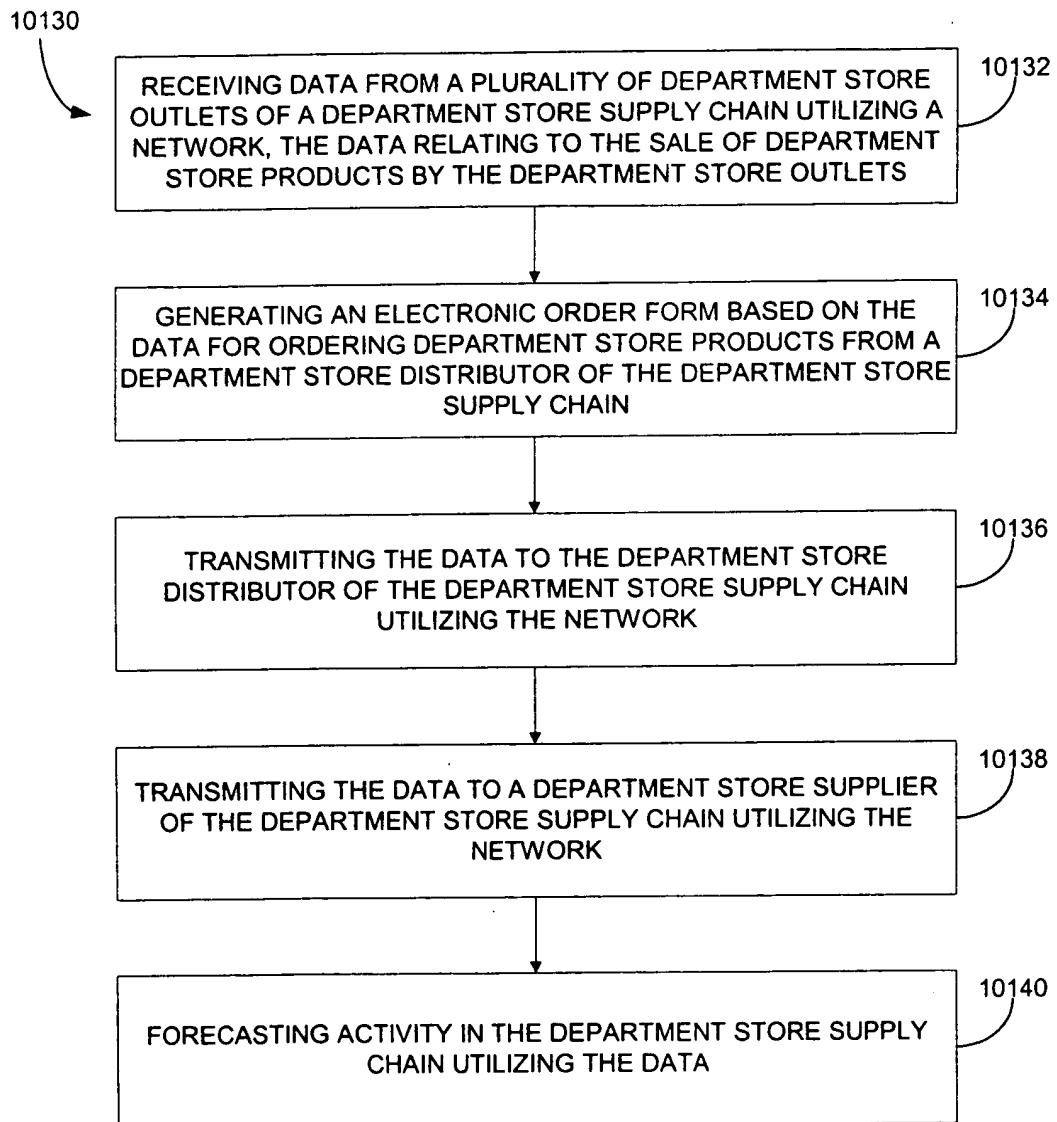 10130
RECEIVING DATA FROM A PLURALITY OF DEPARTMENT STORE
OUTLETS OF A DEPARTMENT STORE SUPPLY CHAIN UTILIZING A
NETWORK, THE DATA RELATING TO THE SALE OF DEPARTMENT
STORE PRODUCTS BY THE DEPARTMENT STORE OUTLETS
10132
GENERATING AN ELECTRONIC ORDER FORM BASED ON THE
DATA FOR ORDERING DEPARTMENT STORE PRODUCTS FROM A
DEPARTMENT STORE DISTRIBUTOR OF THE DEPARTMENT STORE
SUPPLY CHAIN
10134
TRANSMITTING THE DATA TO THE DEPARTMENT STORE
DISTRIBUTOR OF THE DEPARTMENT STORE SUPPLY CHAIN
UTILIZING THE NETWORK
10136
TRANSMITTING THE DATA TO A DEPARTMENT STORE SUPPLIER
OF THE DEPARTMENT STORE SUPPLY CHAIN UTILIZING THE
NETWORK
10138
FORECASTING ACTIVITY IN THE DEPARTMENT STORE SUPPLY
CHAIN UTILIZING THE DATA
10140